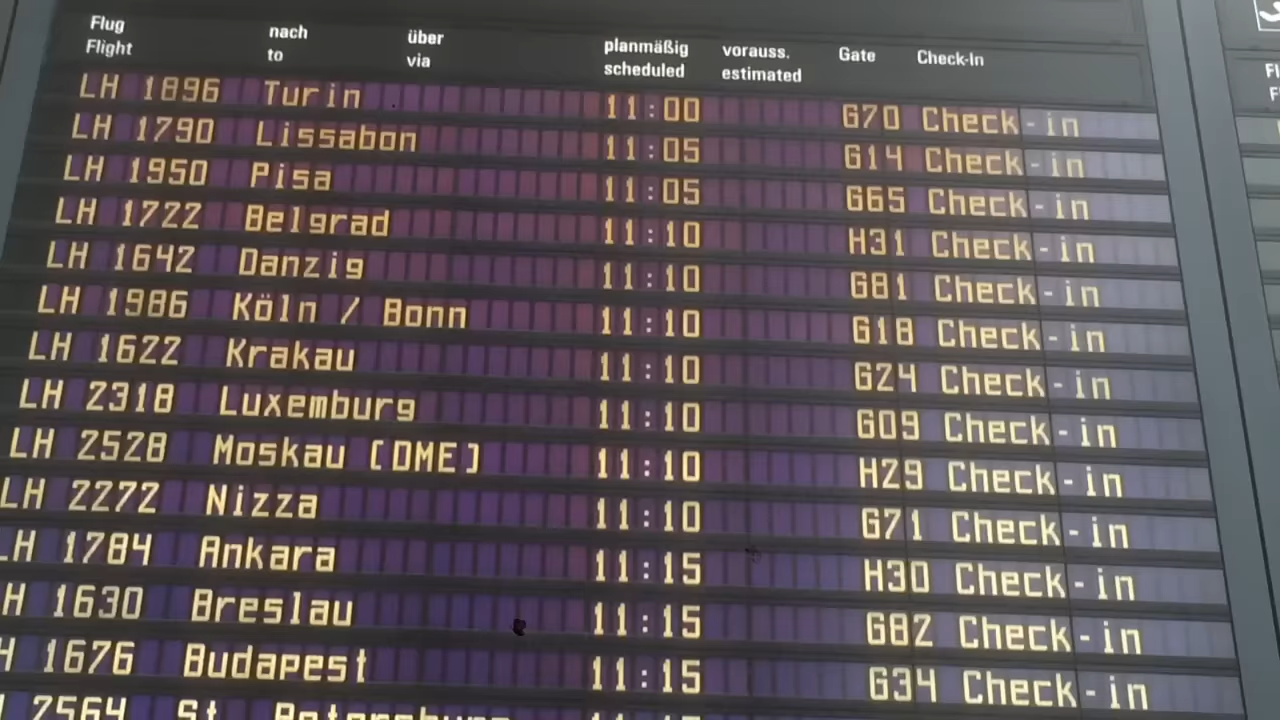 Flug nach über planmäßig vorauss. Gate Check-In
Flight to via scheduled estimated
LH 1896 Turin 11:00 G70 Check-in
LH 1790 Lissabon 11:05 G14 Check-in
LH 1950 Pisa 11:05 G65 Check-in
LH 1722 Belgrad 11:10 H31 Check-in
LH 1642 Danzig 11:10 G81 Check-in
LH 1986 Köln / Bonn 11:10 G18 Check-in
LH 1622 Krakau 11:10 G24 Check-in
LH 2318 Luxemburg 11:10 G09 Check-in
LH 2528 Moskau [DME] 11:10 H29 Check-in
LH 2272 Nizza 11:10 G71 Check-in
LH 1784 Ankara 11:15 H30 Check-in
H 1630 Breslau 11:15 G82 Check-in
H 1676 Budapest 11:15 G34 Check-in
2564 St. Petersburg